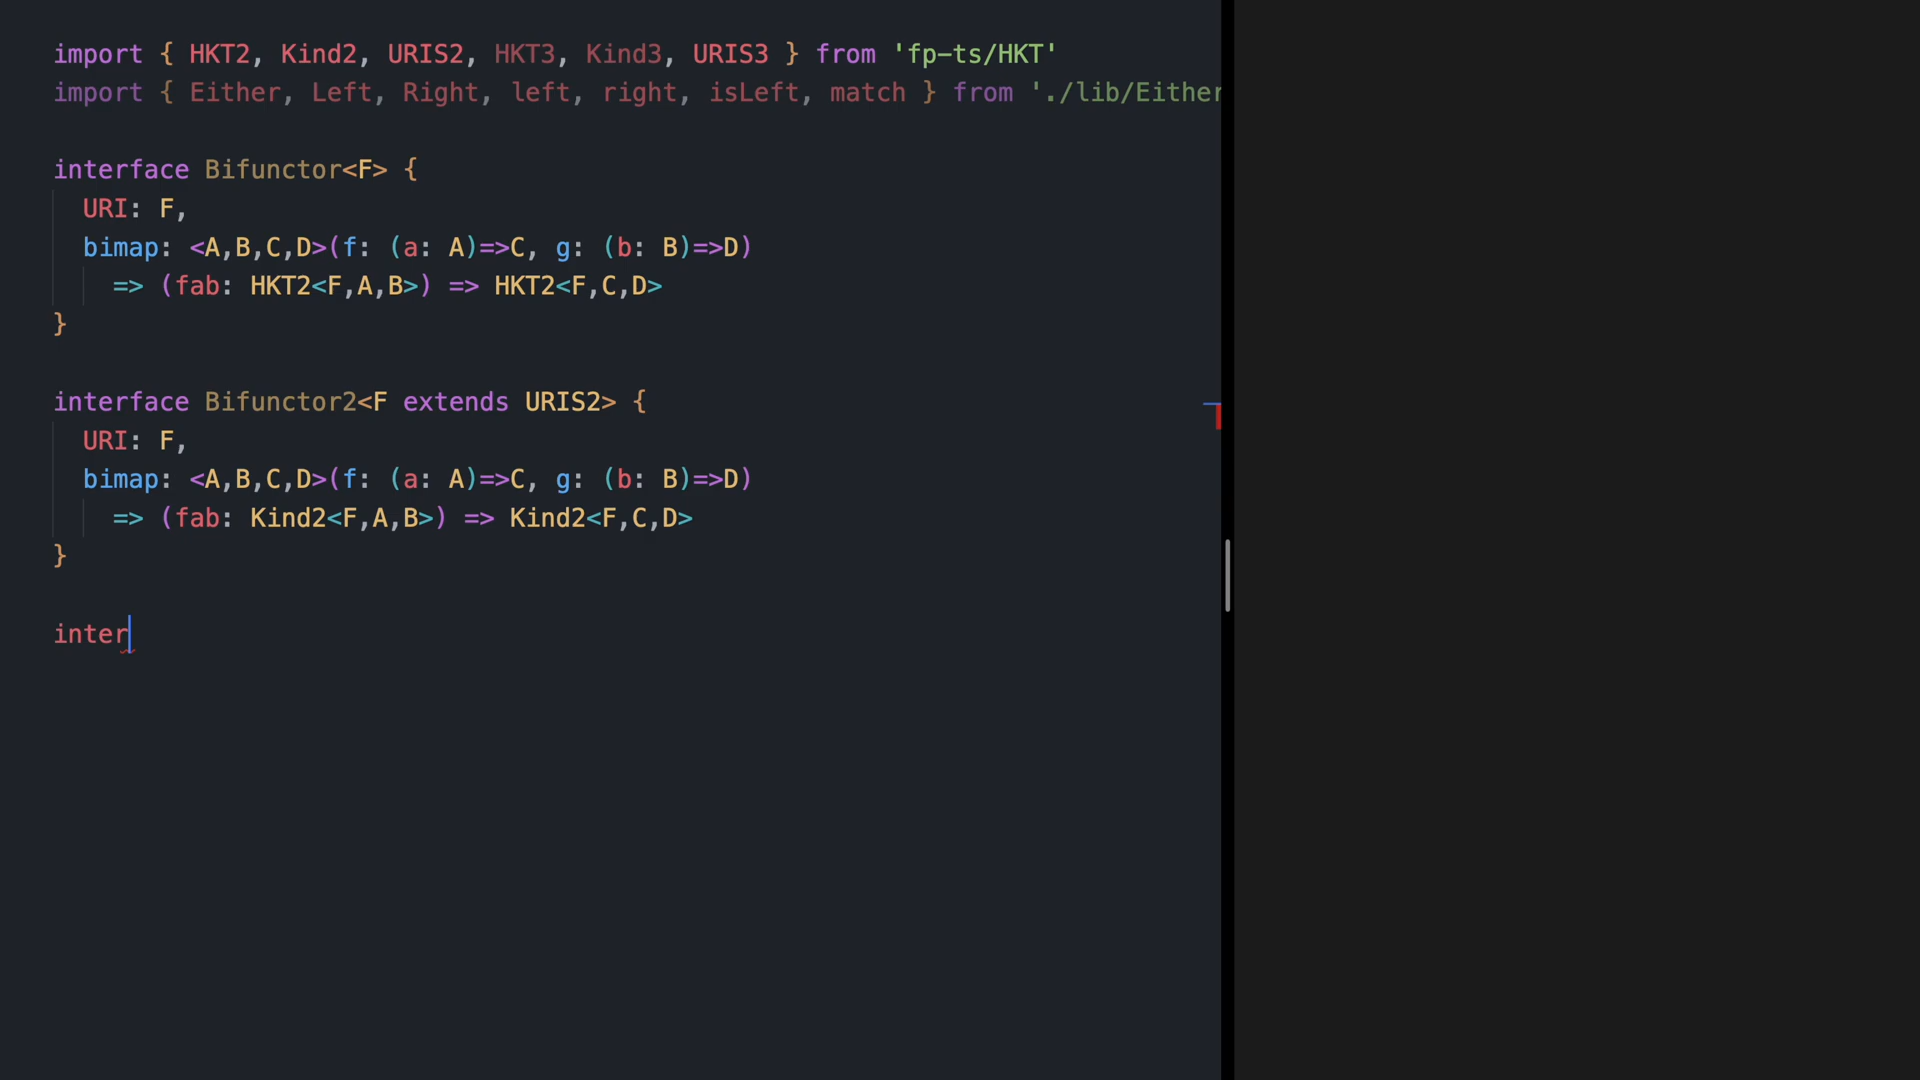 import { HKT2, Kind2, URIS2, HKT3, Kind3, URIS3 } from 'fp-ts/HKT'
import { Either, Left, Right, left, right, isLeft, match } from './lib/Either
interface Bifunctor<F> {
  URI: F,
  bimap: <A,B,C,D>(f: (a: A)=>C, g: (b: B)=>D)
    => (fab: HKT2<F,A,B>) => HKT2<F,C,D>
}
interface Bifunctor2<F extends URIS2> {
  URI: F,
  bimap: <A,B,C,D>(f: (a: A)=>C, g: (b: B)=>D)
    => (fab: Kind2<F,A,B>) => Kind2<F,C,D>
}
inter